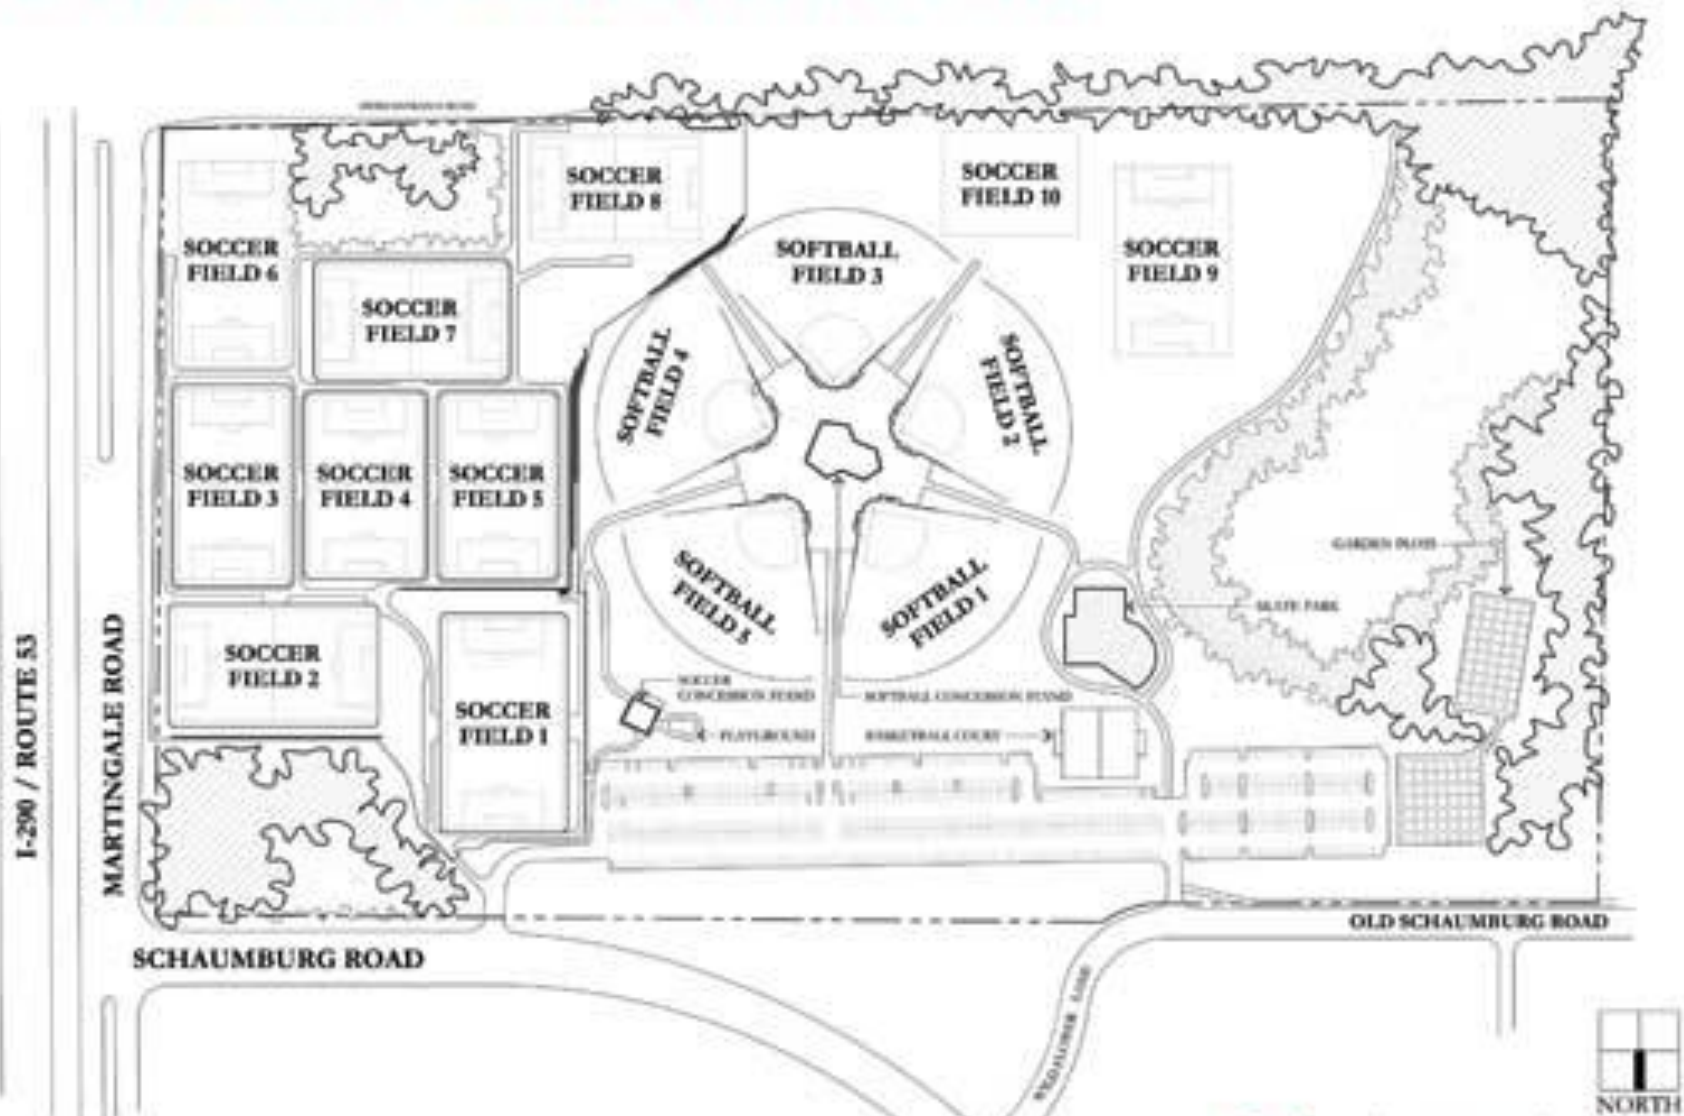 SOCCER
FIELD 8
SOCCER
FIELD 10
SOCCER
FIELD 6
SOFTBALL
FIELD 3
SOCCER
FIELD 9
SOCCER
FIELD 7
SOFTBALL
FIELD 4
SOFTBALL
FIELD 2
SOCCER
FIELD 3
SOCCER
FIELD 4
SOCCER
FIELD 5
GARDEN PLOTS
SOFTBALL
FIELD 5
SOFTBALL
FIELD 1
SKATE PARK
SOCCER
FIELD 2
SOCCER
CONCESSION STAND
SOFTBALL CONCESSION STAND
SOCCER
FIELD 1
PLAYGROUND
BASKETBALL COURT
I-290 / ROUTE 53
MARTINGALE ROAD
OLD SCHAUMBURG ROAD
SCHAUMBURG ROAD
NORTH